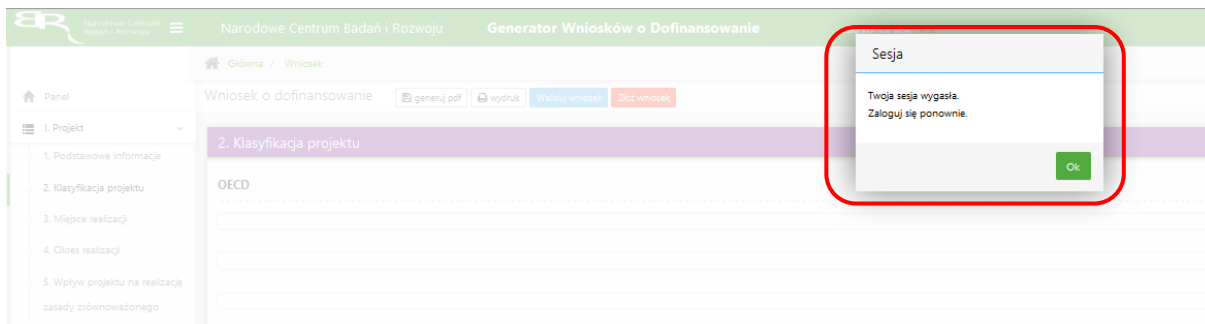 Narodowe Centrum
Badań i Rozwoju
Narodowe Centrum Badań i Rozwoju
Generator Wniosków o Dofinansowanie
Główna / Wniosek
Panel
Wniosek o dofinansowanie
generuj pdf
wydruk
Waliduj wniosek
Złóż wniosek
I. Projekt
1. Podstawowe informacje
2. Klasyfikacja projektu
3. Miejsce realizacji
4. Okres realizacji
5. Wpływ projektu na realizację
zasady zrównoważonego
2. Klasyfikacja projektu
OECD
Sesja
Twoja sesja wygasła.
Zaloguj się ponownie.
Ok